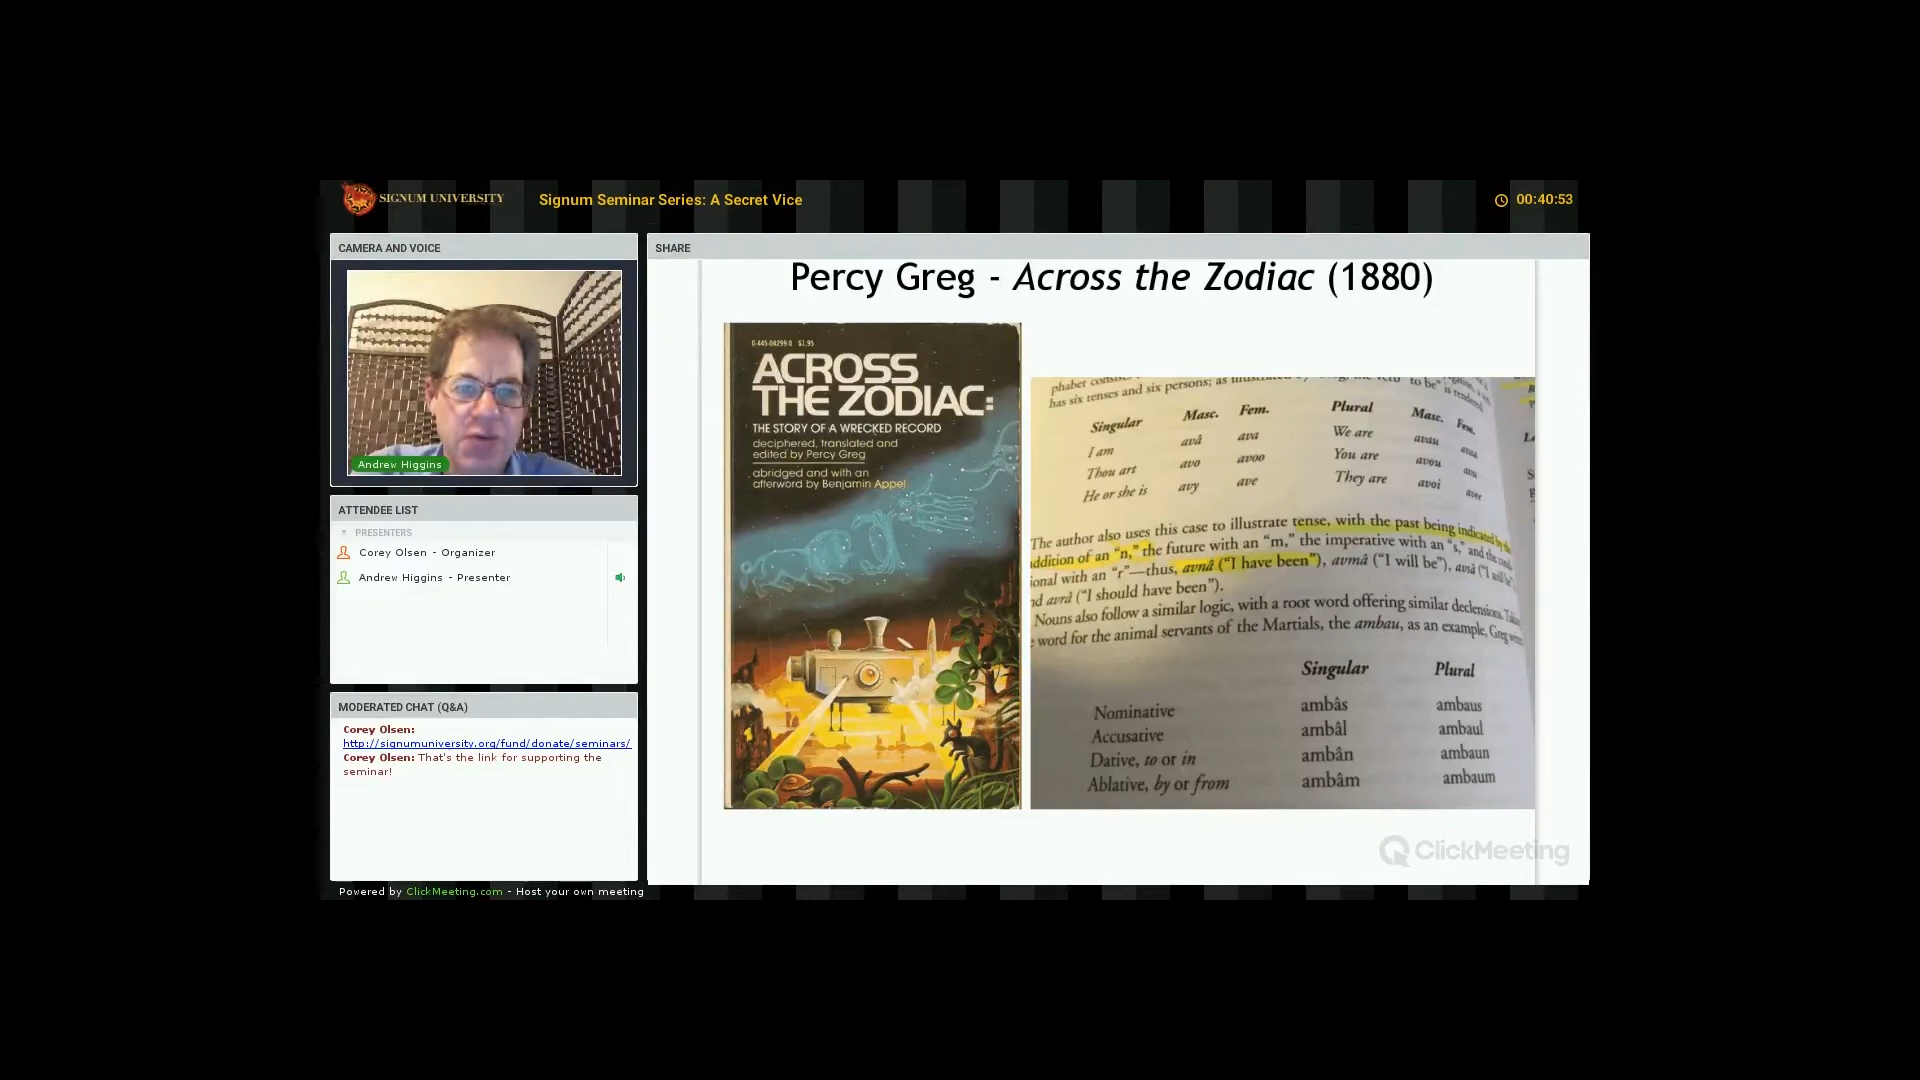 SIGNUM UNIVERSITY
Signum Seminar Series: A Secret Vice
00:40:53
CAMERA AND VOICE
Andrew Higgins
ATTENDEE LIST
PRESENTERS
Corey Olsen - Organizer
Andrew Higgins - Presenter
MODERATED CHAT (Q&A)
Corey Olsen:
http://signumuniversity.org/fund/donate/seminars/
Corey Olsen: That's the link for supporting the
seminar!
Powered by ClickMeeting.com - Host your own meeting
SHARE
Percy Greg - Across the Zodiac (1880)
0-445-04299-0 $1.95
ACROSS
THE ZODIAC:
THE STORY OF A WRECKED RECORD
deciphered, translated and
edited by Percy Greg
abridged and with an
afterword by Benjamin Appel
has six tenses and six persons; as
Singular Masc. Fem. Plural Masc. Fem.
I am avâ ava We are avau
Thou art avo avoo You are avou
He or she is avy ave They are avoi
The author also uses this case to illustrate tense, with the past being indicated by
addition of an "n," the future with an "m," the imperative with an "s," and the
ional with an "r"—thus, avnâ ("I have been"), avmâ ("I will be"), avsâ
nd avrâ ("I should have been").
Nouns also follow a similar logic, with a root word offering similar declensions.
word for the animal servants of the Martials, the ambau, as an example, Greg
Singular Plural
Nominative ambâs ambaus
Accusative ambâl ambaul
Dative, to or in ambân ambaun
Ablative, by or from ambâm ambaum
ClickMeeting